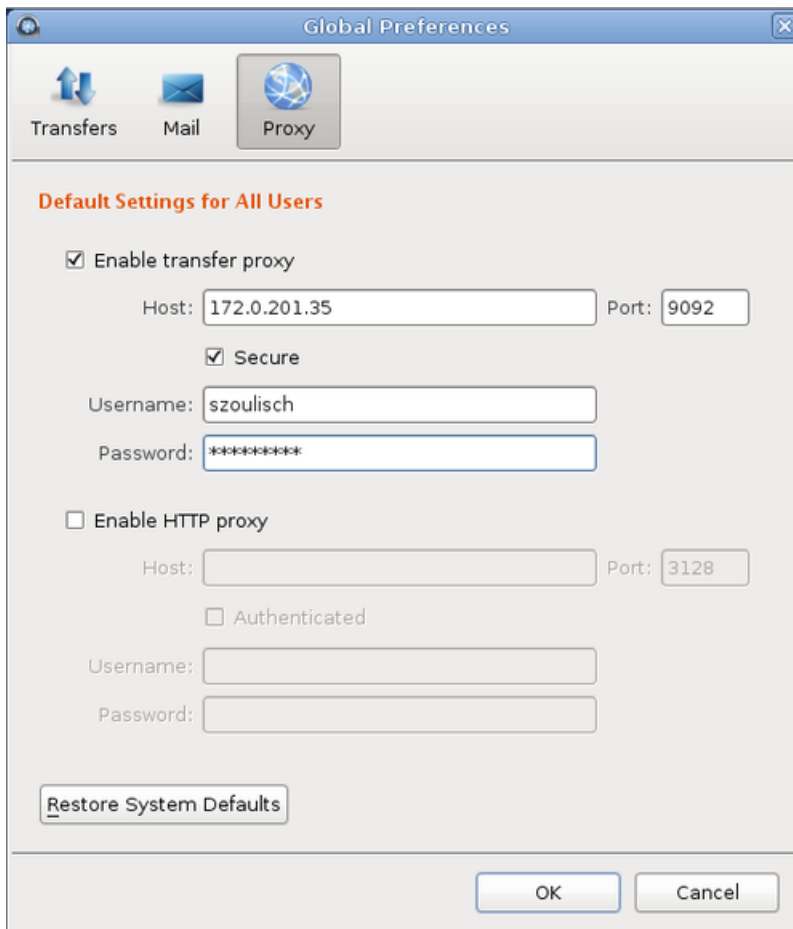 Global Preferences
Transfers Mail Proxy
Default Settings for All Users
Enable transfer proxy
Host: 172.0.201.35 Port: 9092
Secure
Username: szoulisch
Password: *********
Enable HTTP proxy
Host: Port: 3128
Authenticated
Username:
Password:
Restore System Defaults
OK Cancel